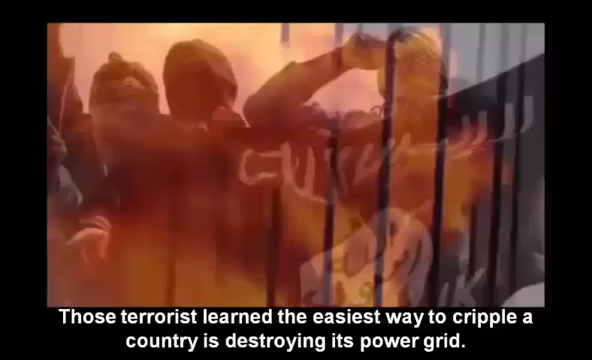 Those terrorist learned the easiest way to cripple a
country is destroying its power grid.